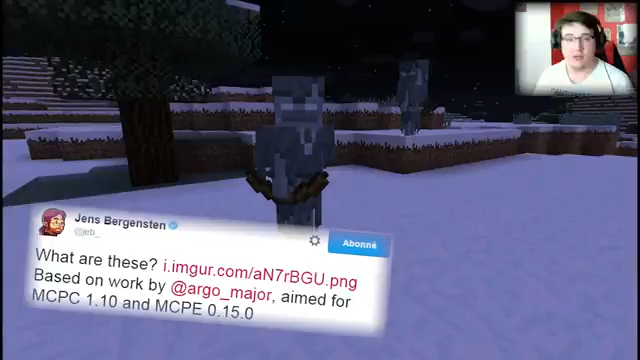 Jens Bergensten
@jeb_
Abonné
What are these? i.imgur.com/aN7rBGU.png
Based on work by @argo_major, aimed for
MCPC 1.10 and MCPE 0.15.0